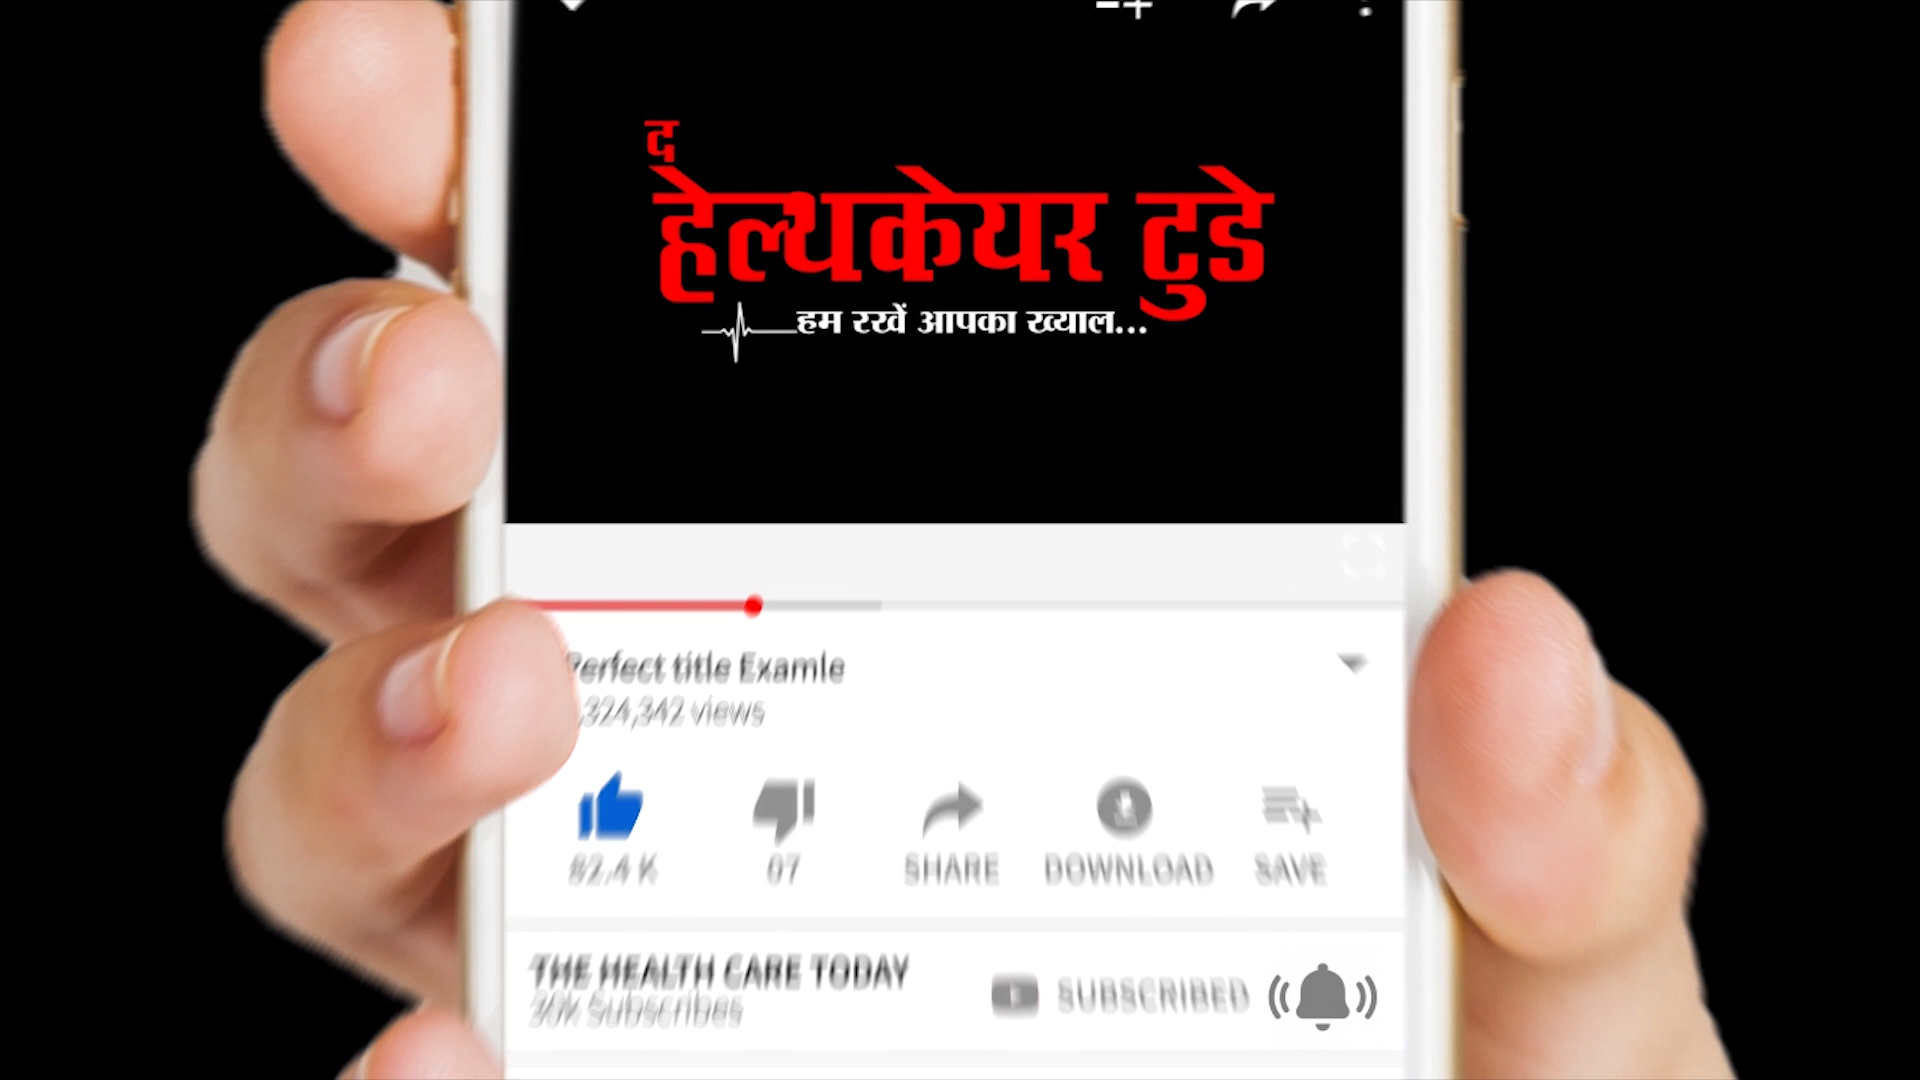 द
हेल्थकेयर टुडे
हम रखें आपका ख्याल...
Perfect title Examle
,324,342 views
82.4 K
07
SHARE
DOWNLOAD
SAVE
THE HEALTH CARE TODAY
30k Subscribes
SUBSCRIBED